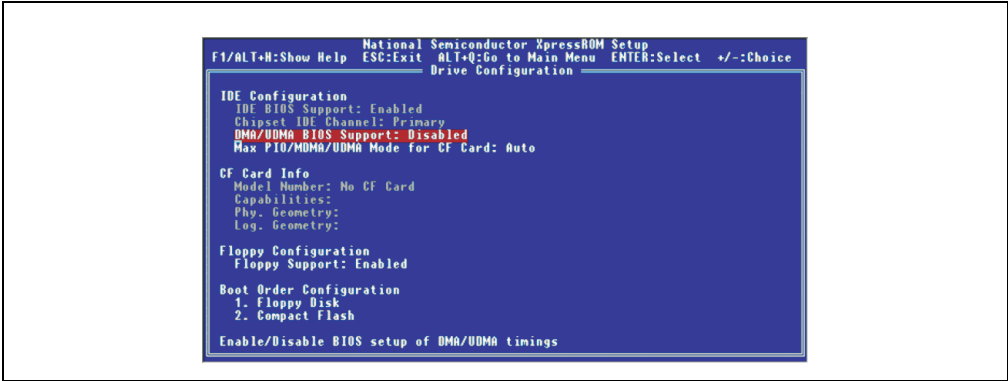 National Semiconductor XpressROM Setup
F1/ALT+H:Show Help ESC:Exit ALT+Q:Go to Main Menu ENTER:Select +/-:Choice
Drive Configuration
IDE Configuration
IDE BIOS Support: Enabled
Chipset IDE Channel: Primary
DMA/UDMA BIOS Support: Disabled
Max PIO/MDMA/UDMA Mode for CF Card: Auto
CF Card Info
Model Number: No CF Card
Capabilities:
Phy. Geometry:
Log. Geometry:
Floppy Configuration
Floppy Support: Enabled
Boot Order Configuration
1. Floppy Disk
2. Compact Flash
Enable/Disable BIOS setup of DMA/UDMA timings